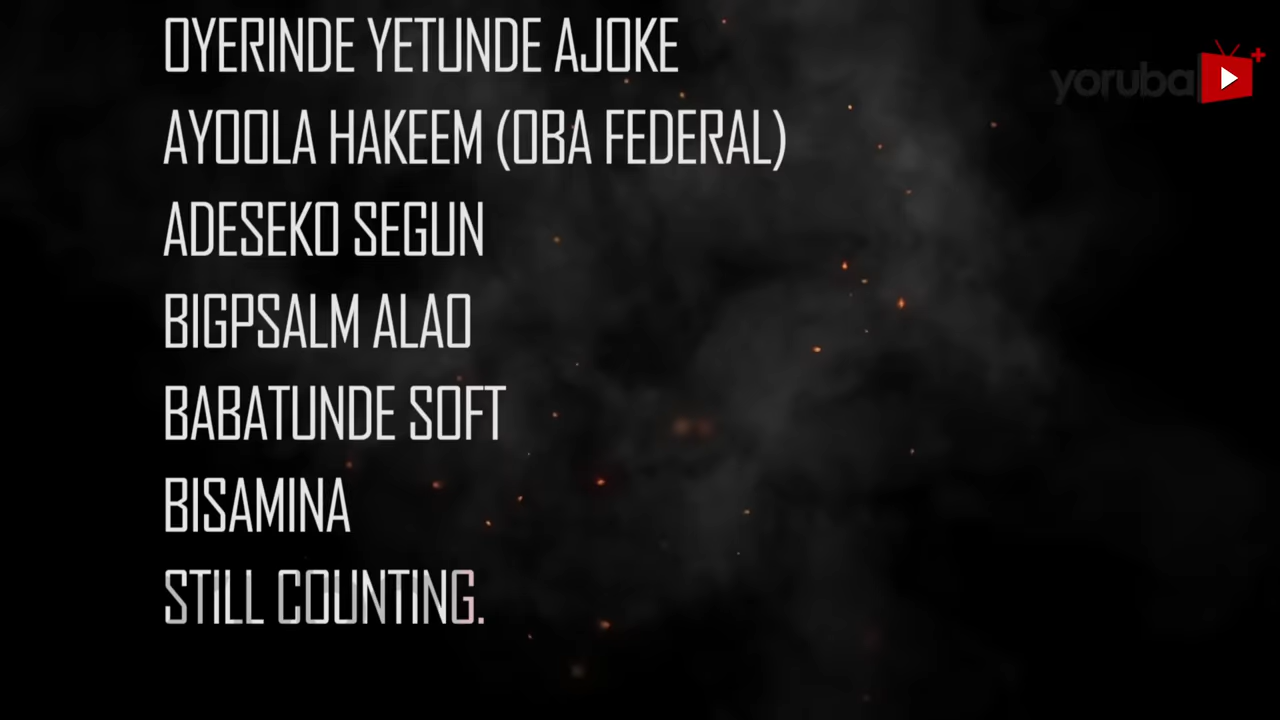 OYERINDE YETUNDE AJOKE
yoruba
AYOOLA HAKEEM (OBA FEDERAL)
ADESEKO SEGUN
BIGPSALM ALAO
BABATUNDE SOFT
BISAMINA
STILL COUNTING.